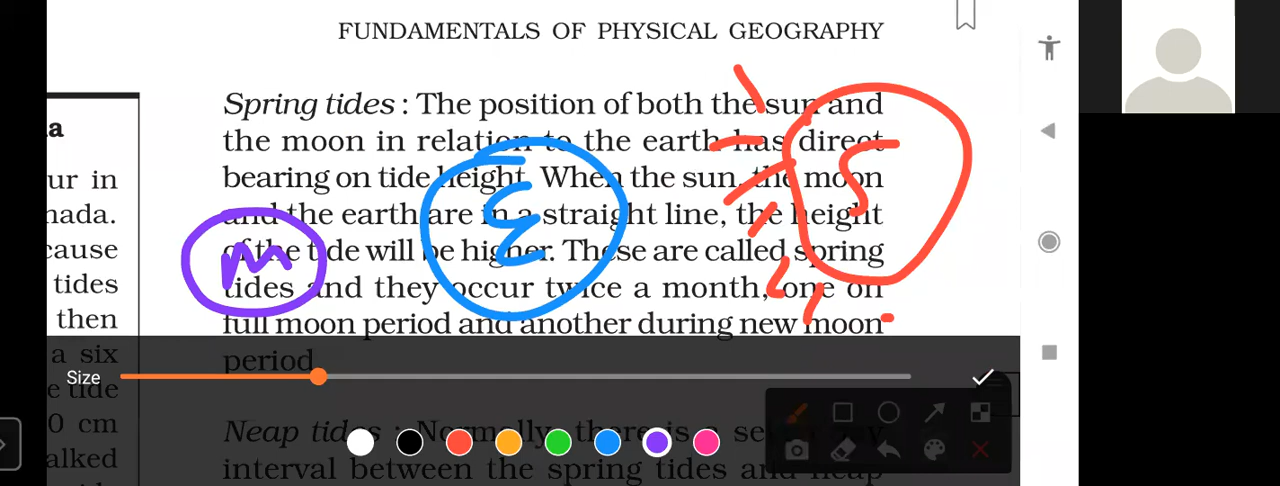 FUNDAMENTALS OF PHYSICAL GEOGRAPHY
Spring tides : The position of both the sun and
the moon in relation to the earth has direct
bearing on tide height. When the sun, the moon
and the earth are in a straight line, the height
of the tide will be higher. These are called spring
tides and they occur twice a month, one on
full moon period and another during new moon
period.
Neap tides : Normally, there is a seven day
interval between the spring tides and neap
a
ur in
nada.
cause
tides
then
a six
e tide
0 cm
alked
M
E
S
Size